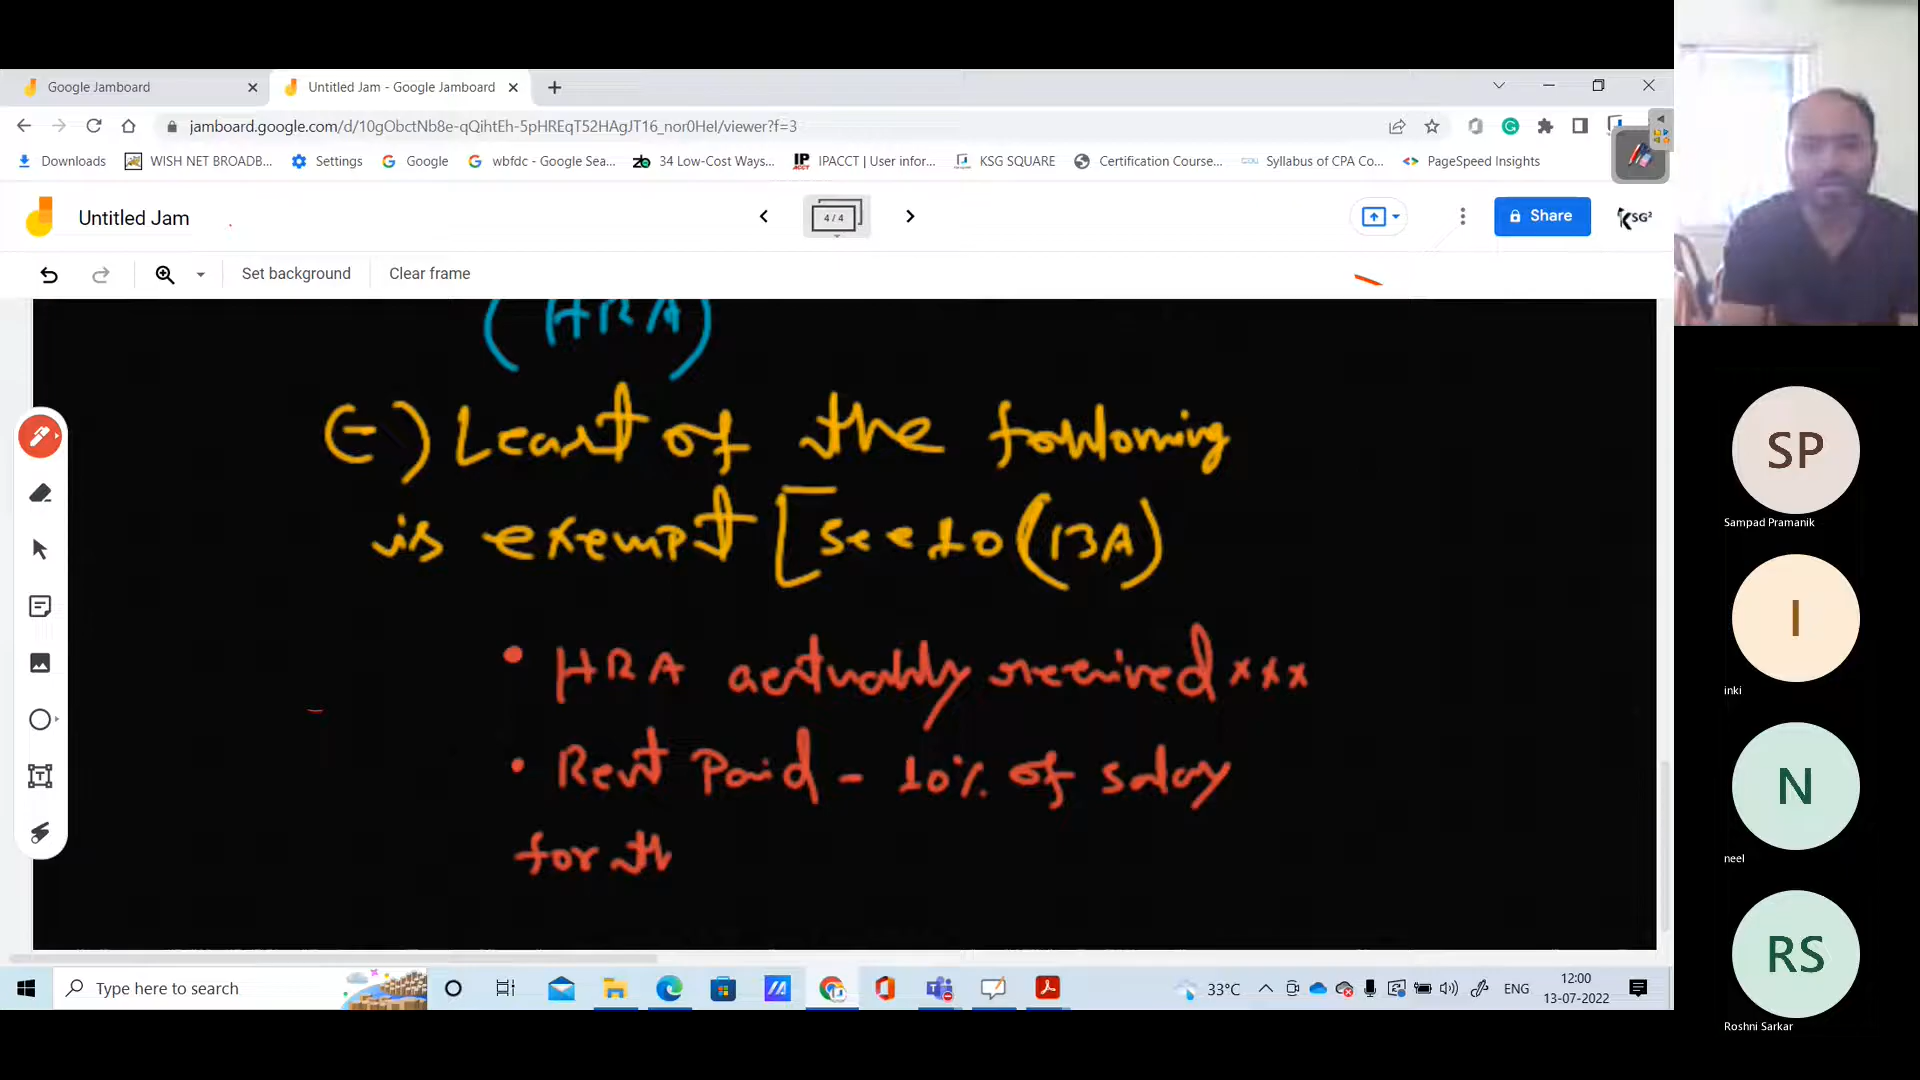 Google Jamboard
Untitled Jam - Google Jamboard
jamboard.google.com/d/10gObctNb8e-qQihtEh-5pHREqT52HAgJT16_nor0HeI/viewer?f=3
Downloads
WISH NET BROADB...
Settings
Google
wbfdc - Google Sea...
34 Low-Cost Ways...
IPACCT | User infor...
KSG SQUARE
Certification Course...
Syllabus of CPA Co...
PageSpeed Insights
Untitled Jam
4 / 4
Share
KSG²
Set background
Clear frame
(HRA)
(-) Least of the following
is exempt [sec 10 (13A)
• HRA actually received xxx
• Rent Paid - 10% of salary
for th
SP
Sampad Pramanik
I
inki
N
neel
RS
Roshni Sarkar
Type here to search
33°C
ENG
12:00
13-07-2022